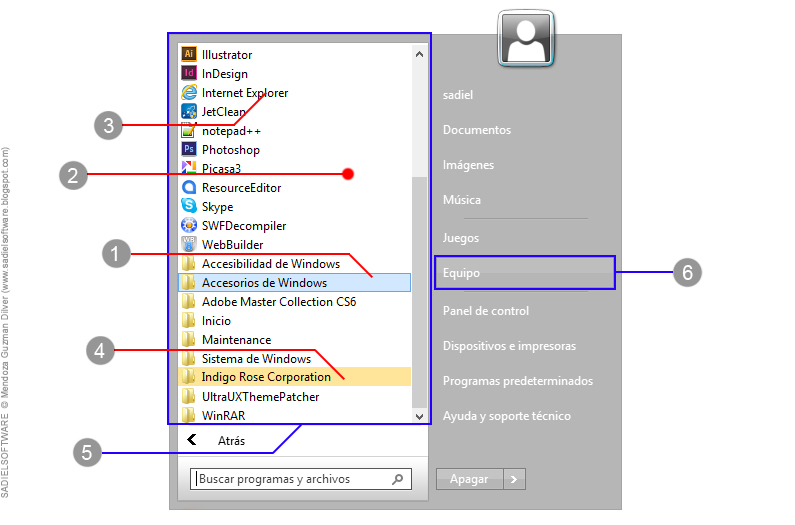 SADIELSOFTWARE © Mendoza Guzman Dilver (www.sadielsoftware.blogspot.com)
Ai Illustrator
Id InDesign
Internet Explorer
JetClean
notepad++
Ps Photoshop
Picasa3
ResourceEditor
Skype
SWFDecompiler
WB WebBuilder
Accesibilidad de Windows
Accesorios de Windows
Adobe Master Collection CS6
Inicio
Maintenance
Sistema de Windows
Indigo Rose Corporation
UltraUXThemePatcher
WinRAR
Atrás
Buscar programas y archivos
3
2
1
4
5
sadiel
Documentos
Imágenes
Música
Juegos
Equipo
6
Panel de control
Dispositivos e impresoras
Programas predeterminados
Ayuda y soporte técnico
Apagar